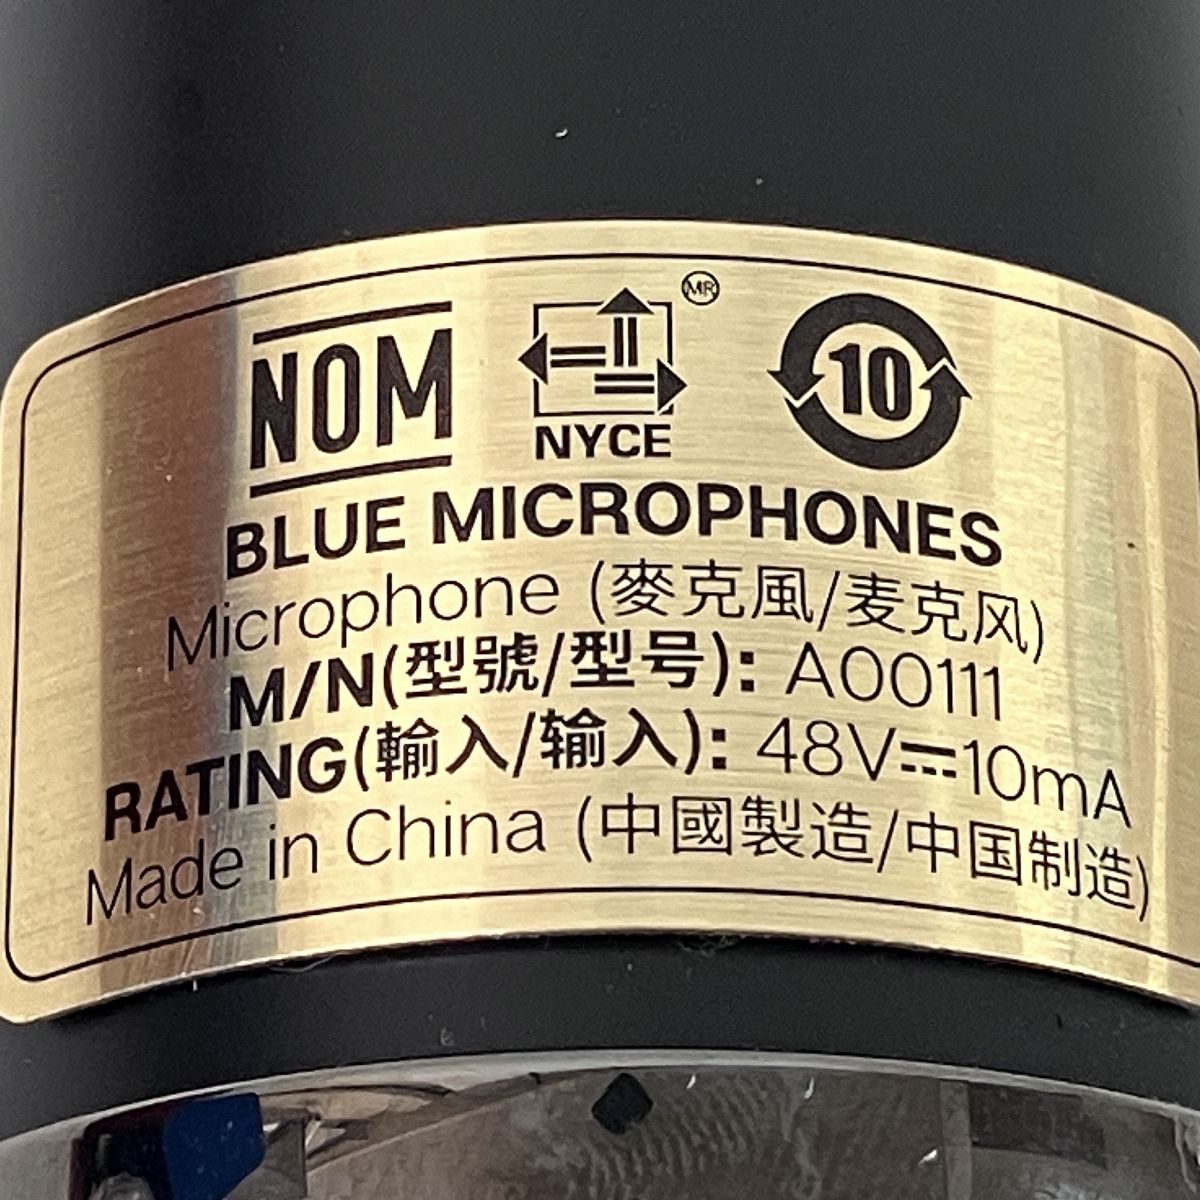 NOM NYCE MR 10
BLUE MICROPHONES
Microphone (麥克風/麦克风)
M/N(型號/型号): A00111
RATING(輸入/输入): 48V⎓10mA
Made in China (中國製造/中国制造)